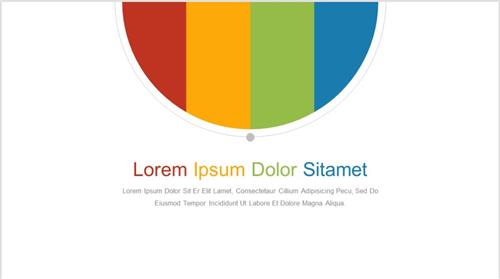 Lorem Ipsum Dolor Sitamet
Lorem Ipsum Dolor Sit Er Elit Lamet, Consectetaur Cillium Adipisicing Pecu, Sed Do
Eiusmod Tempor Incididunt Ut Labore Et Dolore Magna Aliqua.